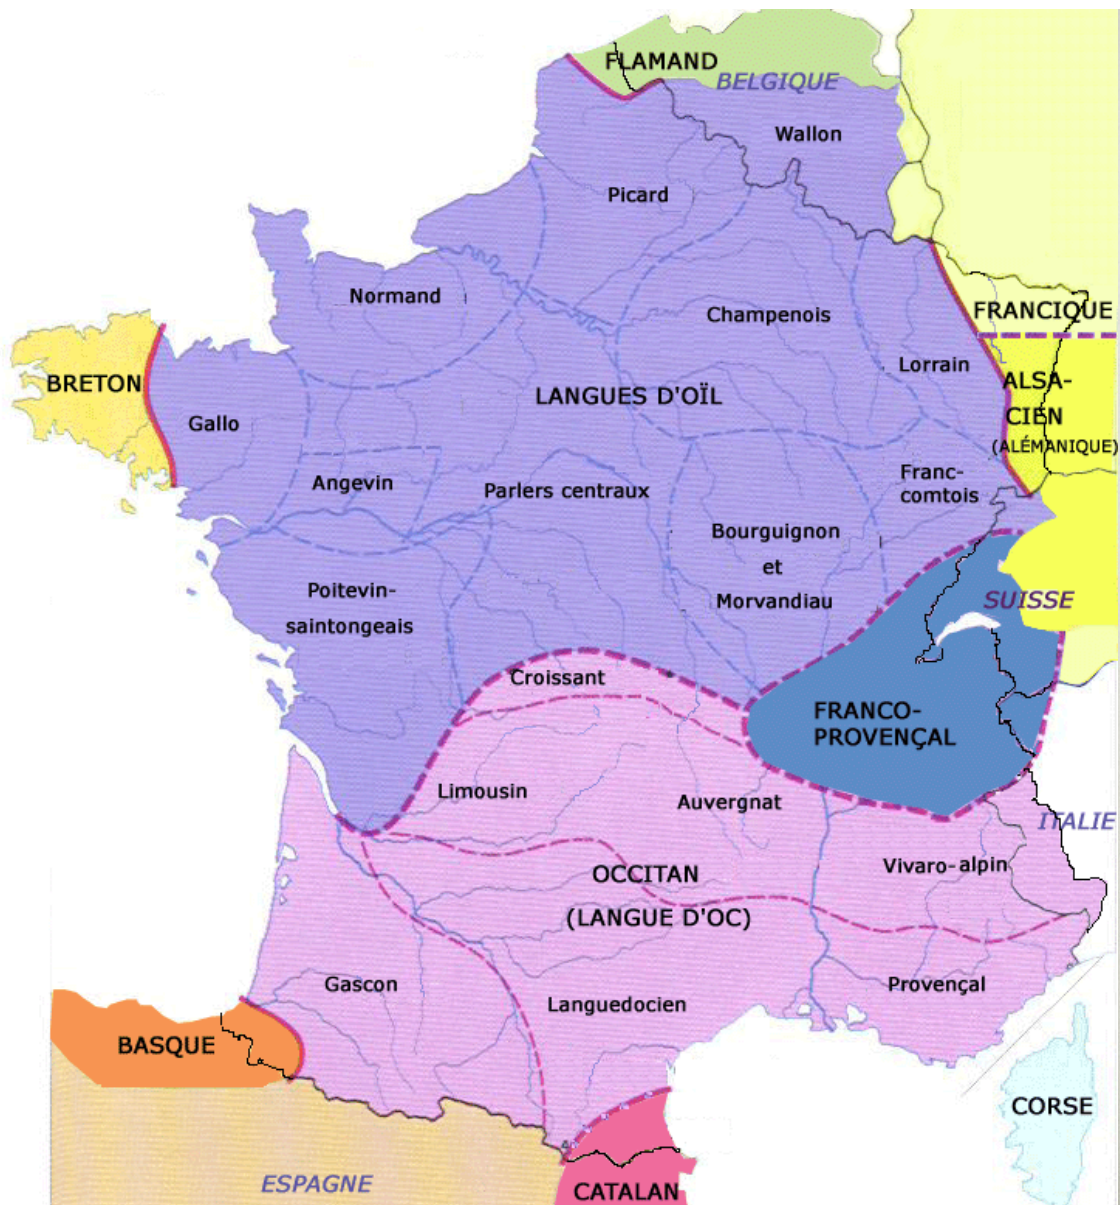 FLAMAND
BELGIQUE
Wallon
Picard
Normand
Champenois
FRANCIQUE
BRETON
Gallo
LANGUES D'OÏL
Lorrain
ALSA-
CIEN
(ALÉMANIQUE)
Angevin
Parlers centraux
Franc-
comtois
Bourguignon
et
Morvandiau
Poitevin-
saintongeais
SUISSE
Croissant
FRANCO-
PROVENÇAL
Limousin
Auvergnat
ITALIE
OCCITAN
(LANGUE D'OC)
Vivaro-alpin
Gascon
Languedocien
Provençal
BASQUE
CORSE
ESPAGNE
CATALAN